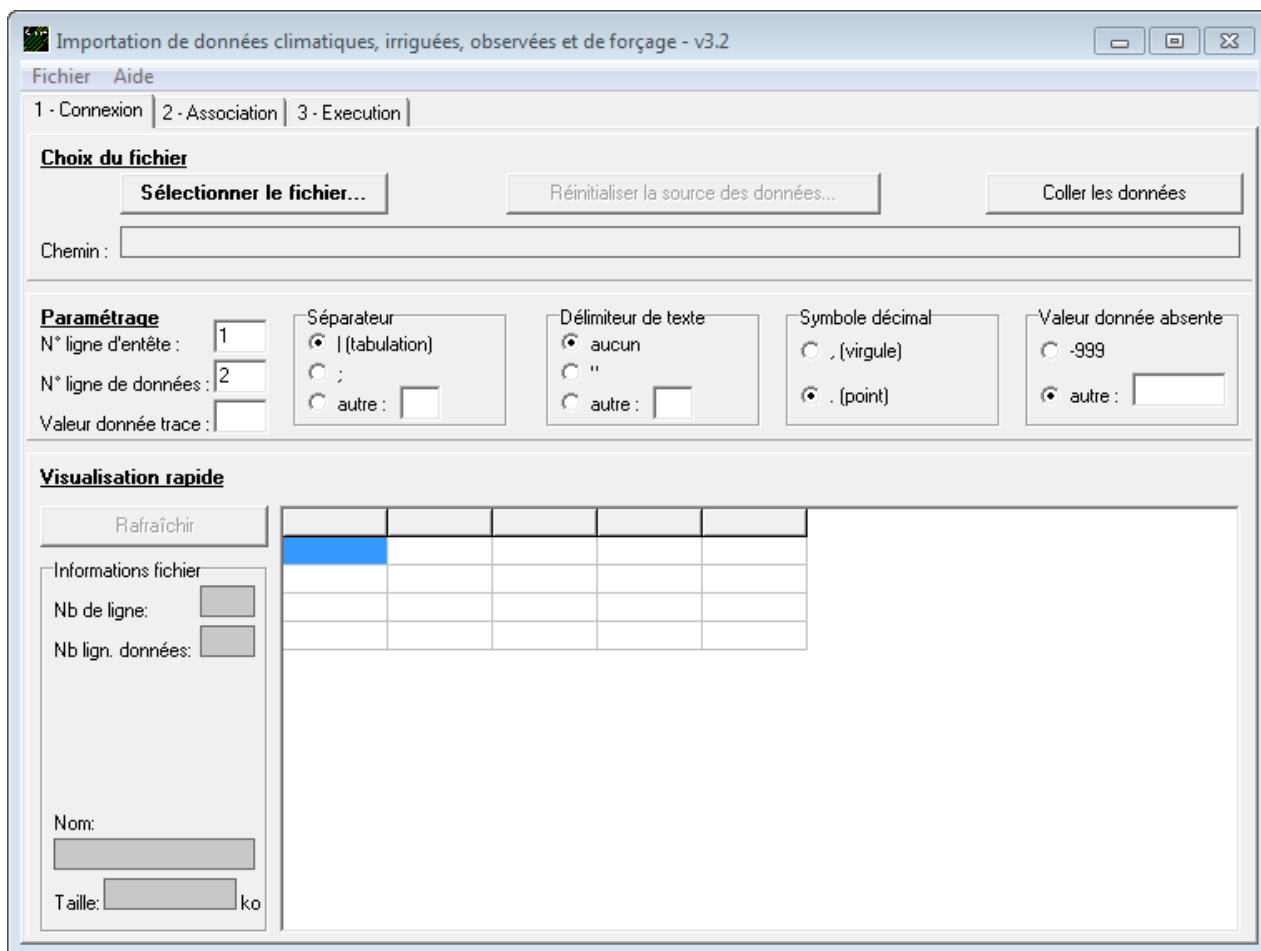 Importation de données climatiques, irriguées, observées et de forçage - v3.2
Fichier Aide
1 - Connexion 2 - Association 3 - Execution
Choix du fichier
Sélectionner le fichier... Réinitialiser la source des données... Coller les données
Chemin :
Paramétrage
N° ligne d'entête : 1
N° ligne de données : 2
Valeur donnée trace :
Séparateur
| (tabulation)
;
autre :
Délimiteur de texte
aucun
"
autre :
Symbole décimal
, (virgule)
. (point)
Valeur donnée absente
-999
autre :
Visualisation rapide
Rafraîchir
Informations fichier
Nb de ligne:
Nb lign. données:
Nom:
Taille: ko